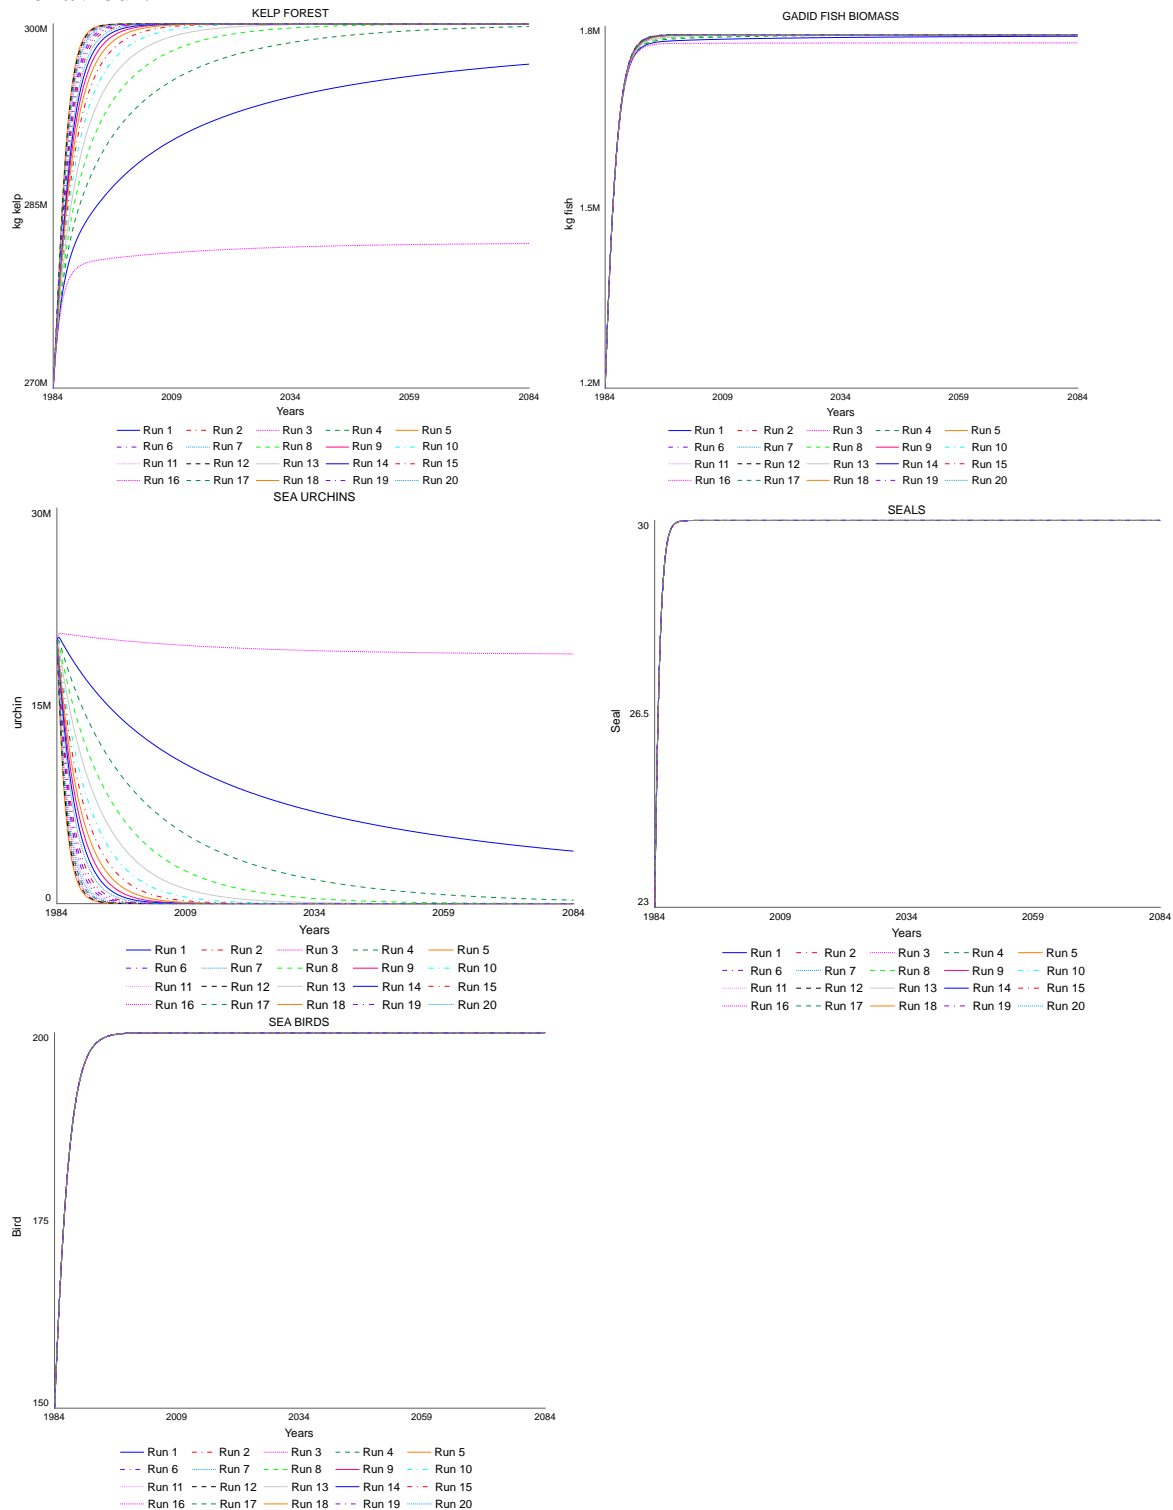 KELP FOREST
300M
285M
270M
kg kelp
1984 2009 2034 2059 2084
Years
Run 1 Run 2 Run 3 Run 4 Run 5
Run 6 Run 7 Run 8 Run 9 Run 10
Run 11 Run 12 Run 13 Run 14 Run 15
Run 16 Run 17 Run 18 Run 19 Run 20
GADID FISH BIOMASS
1.8M
1.5M
1.2M
kg fish
1984 2009 2034 2059 2084
Years
Run 1 Run 2 Run 3 Run 4 Run 5
Run 6 Run 7 Run 8 Run 9 Run 10
Run 11 Run 12 Run 13 Run 14 Run 15
Run 16 Run 17 Run 18 Run 19 Run 20
SEA URCHINS
30M
15M
0
urchin
1984 2009 2034 2059 2084
Years
Run 1 Run 2 Run 3 Run 4 Run 5
Run 6 Run 7 Run 8 Run 9 Run 10
Run 11 Run 12 Run 13 Run 14 Run 15
Run 16 Run 17 Run 18 Run 19 Run 20
SEALS
30
26.5
23
Seal
1984 2009 2034 2059 2084
Years
Run 1 Run 2 Run 3 Run 4 Run 5
Run 6 Run 7 Run 8 Run 9 Run 10
Run 11 Run 12 Run 13 Run 14 Run 15
Run 16 Run 17 Run 18 Run 19 Run 20
SEA BIRDS
200
175
150
Bird
1984 2009 2034 2059 2084
Years
Run 1 Run 2 Run 3 Run 4 Run 5
Run 6 Run 7 Run 8 Run 9 Run 10
Run 11 Run 12 Run 13 Run 14 Run 15
Run 16 Run 17 Run 18 Run 19 Run 20